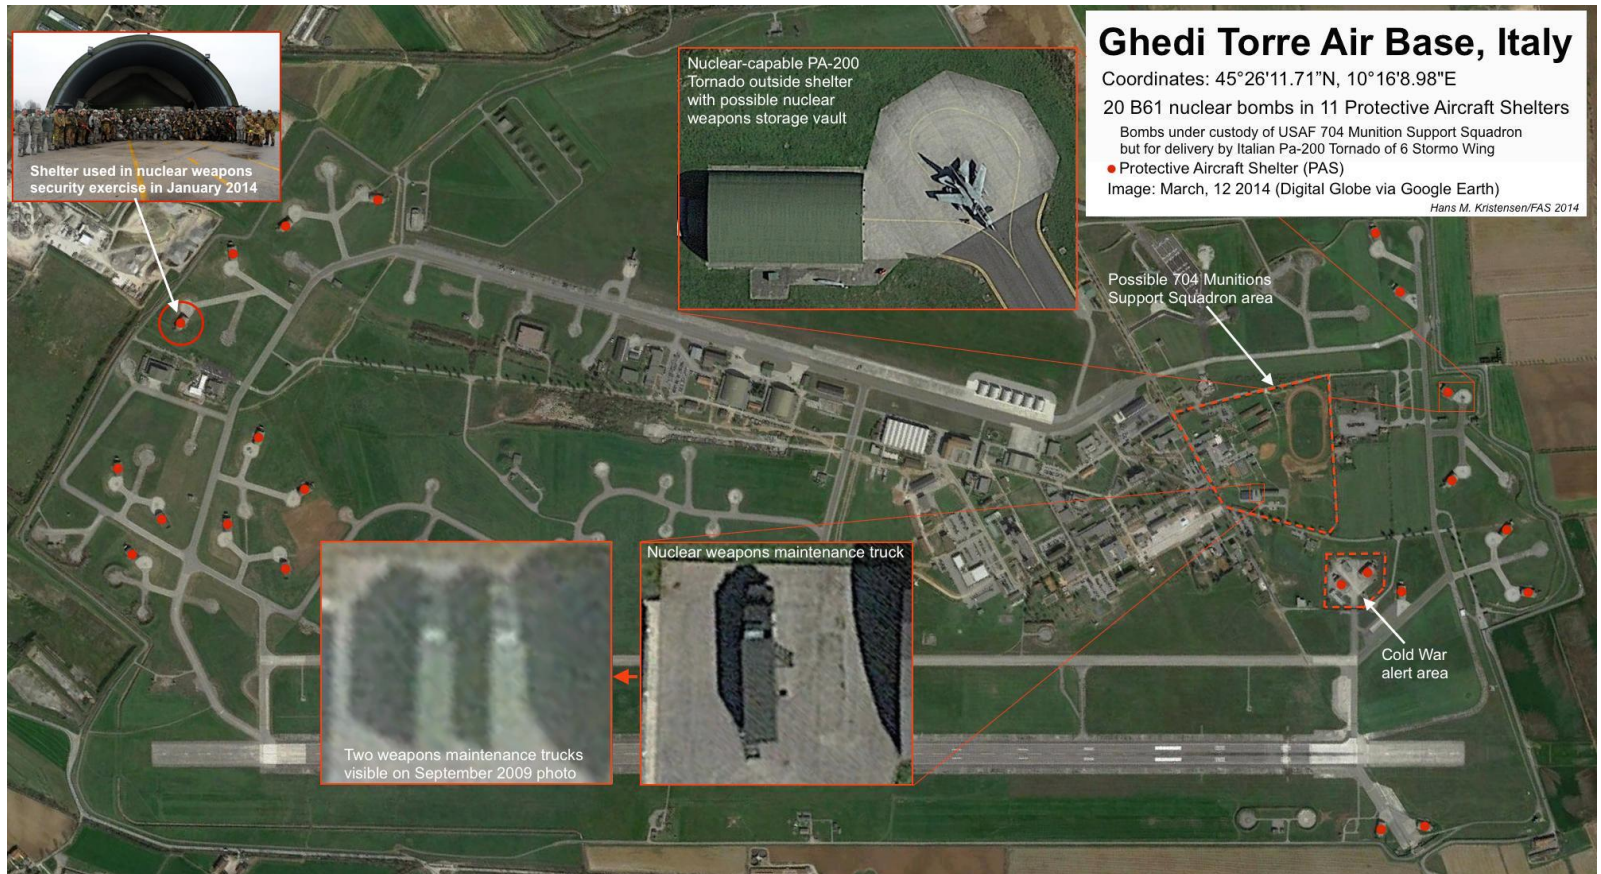 Ghedi Torre Air Base, Italy
Coordinates: 45°26'11.71”N, 10°16'8.98"E
20 B61 nuclear bombs in 11 Protective Aircraft Shelters
Bombs under custody of USAF 704 Munition Support Squadron
but for delivery by Italian Pa-200 Tornado of 6 Stormo Wing
Protective Aircraft Shelter (PAS)
Image: March, 12 2014 (Digital Globe via Google Earth)
Hans M. Kristensen/FAS 2014
Nuclear-capable PA-200
Tornado outside shelter
with possible nuclear
weapons storage vault
Shelter used in nuclear weapons
security exercise in January 2014
Possible 704 Munitions
Support Squadron area
Nuclear weapons maintenance truck
Two weapons maintenance trucks
visible on September 2009 photo
Cold War
alert area